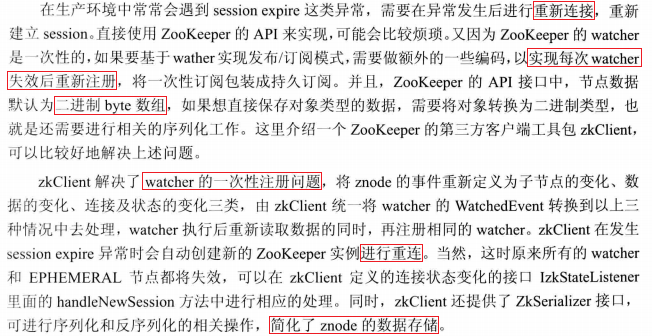 在生产环境中常常会遇到 session expire 这类异常，需要在异常发生后进行重新连接，重新
建立 session。直接使用 ZooKeeper 的 API 来实现，可能会比较烦琐。又因为 ZooKeeper 的 watcher
是一次性的，如果要基于 wather 实现发布/订阅模式，需要做额外的一些编码，以实现每次 watcher
失效后重新注册，将一次性订阅包装成持久订阅。并且，ZooKeeper 的 API 接口中，节点数据
默认为二进制 byte 数组，如果想直接保存对象类型的数据，需要将对象转换为二进制类型，也
就是还需要进行相关的序列化工作。这里介绍一个 ZooKeeper 的第三方客户端工具包 zkClient，
可以比较好地解决上述问题。
zkClient 解决了 watcher 的一次性注册问题，将 znode 的事件重新定义为子节点的变化、数
据的变化、连接及状态的变化三类，由 zkClient 统一将 watcher 的 WatchedEvent 转换到以上三
种情况中去处理，watcher 执行后重新读取数据的同时，再注册相同的 watcher。zkClient 在发生
session expire 异常时会自动创建新的 ZooKeeper 实例进行重连。当然，这时原来所有的 watcher
和 EPHEMERAL 节点都将失效，可以在 zkClient 定义的连接状态变化的接口 IzkStateListener
里面的 handleNewSession 方法中进行相应的处理。同时，zkClient 还提供了 ZkSerializer 接口，
可进行序列化和反序列化的相关操作，简化了 znode 的数据存储。